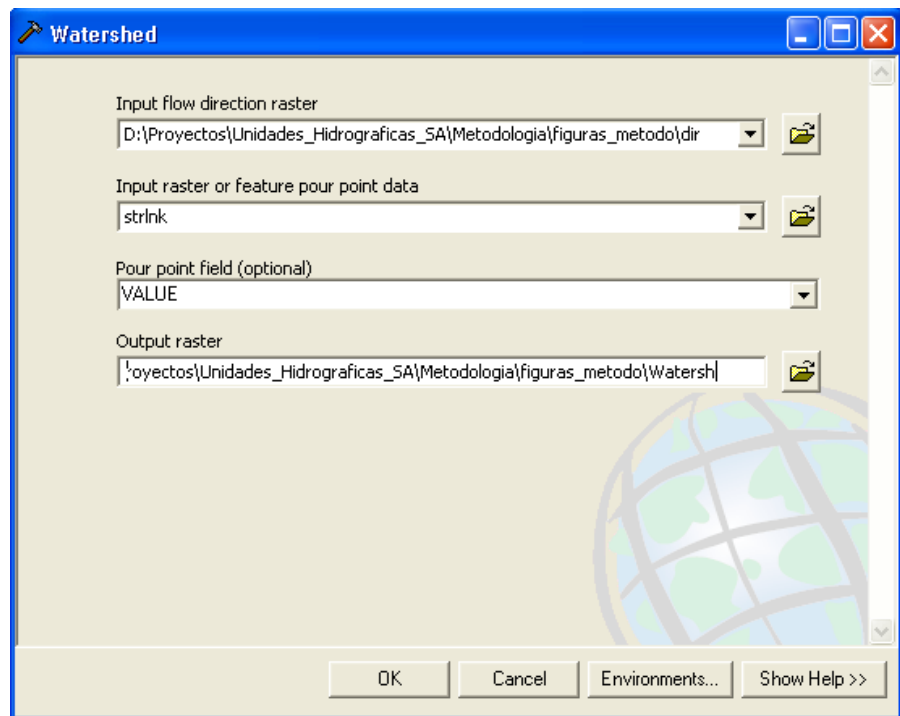 Watershed
Input flow direction raster
D:\Proyectos\Unidades_Hidrograficas_SA\Metodologia\figuras_metodo\dir
Input raster or feature pour point data
strlnk
Pour point field (optional)
VALUE
Output raster
oyectos\Unidades_Hidrograficas_SA\Metodologia\figuras_metodo\Watersh
OK
Cancel
Environments...
Show Help >>